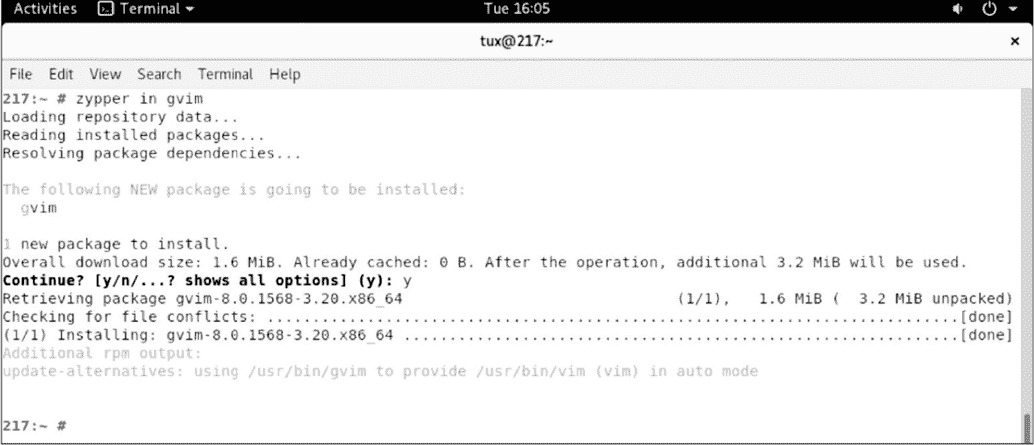 Activities Terminal Tue 16:05
tux@217:~ ×
File Edit View Search Terminal Help
217:~ # zypper in gvim
Loading repository data...
Reading installed packages...
Resolving package dependencies...
The following NEW package is going to be installed:
gvim
1 new package to install.
Overall download size: 1.6 MiB. Already cached: 0 B. After the operation, additional 3.2 MiB will be used.
Continue? [y/n/...? shows all options] (y): y
Retrieving package gvim-8.0.1568-3.20.x86_64 (1/1), 1.6 MiB ( 3.2 MiB unpacked)
Checking for file conflicts: ................................................................[done]
(1/1) Installing: gvim-8.0.1568-3.20.x86_64 ...................................................[done]
Additional rpm output:
update-alternatives: using /usr/bin/gvim to provide /usr/bin/vim (vim) in auto mode
217:~ #